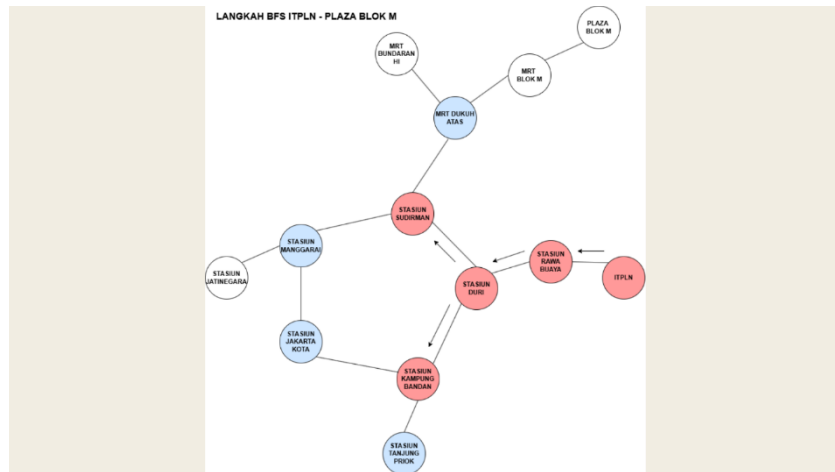 LANGKAH BFS ITPLN - PLAZA BLOK M
PLAZA
BLOK M
MRT
BUNDARAN
HI
MRT
BLOK M
MRT DUKUH
ATAS
STASIUN
SUDIRMAN
STASIUN
MANGGARAI
STASIUN
JATINEGARA
STASIUN
RAWA
BUAYA
ITPLN
STASIUN
DURI
STASIUN
JAKARTA
KOTA
STASIUN
KAMPUNG
BANDAN
STASIUN
TANJUNG
PRIOK